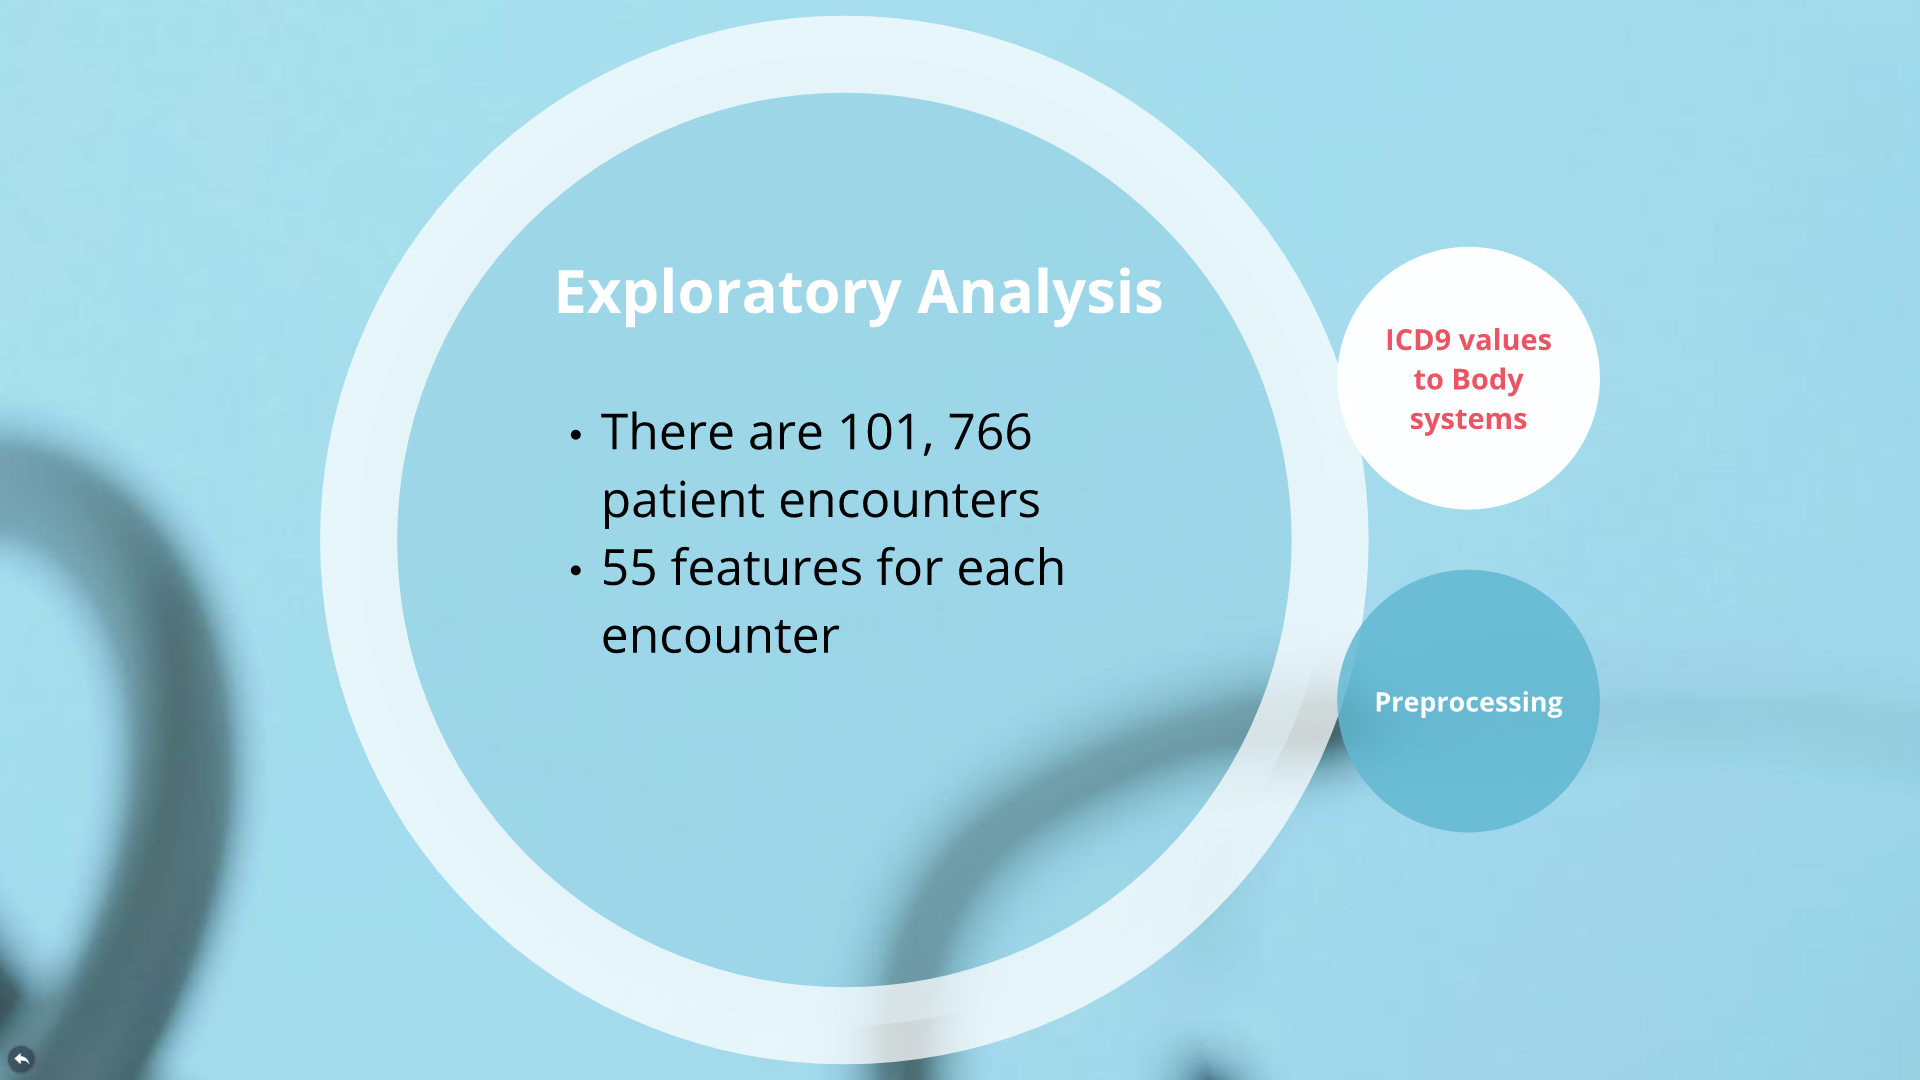 Exploratory Analysis
• There are 101, 766
patient encounters
• 55 features for each
encounter
ICD9 values
to Body
systems
Preprocessing